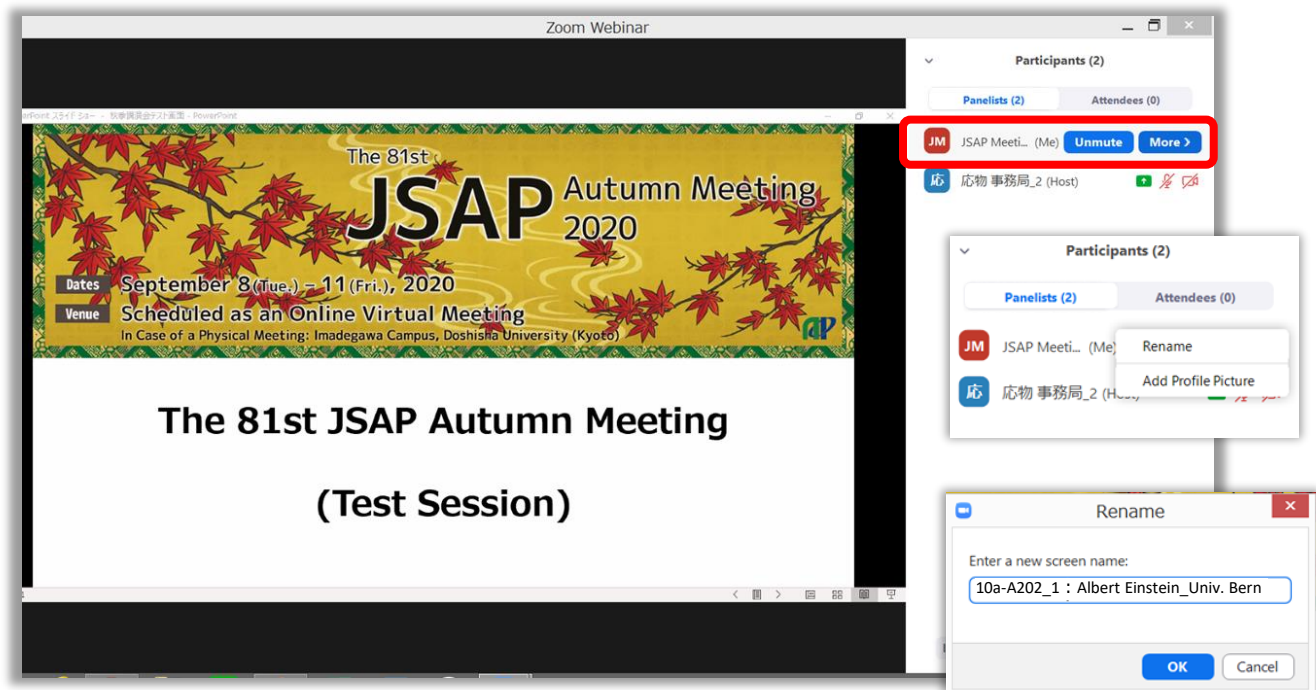 Zoom Webinar
Participants (2)
Panelists (2) Attendees (0)
JM JSAP Meeti... (Me) Unmute More >
応 応物 事務局_2 (Host)
PowerPoint
The 81st
JSAP Autumn Meeting
2020
Dates September 8(Tue.) – 11(Fri.), 2020
Venue Scheduled as an Online Virtual Meeting
In Case of a Physical Meeting: Imadegawa Campus, Doshisha University (Kyoto)
The 81st JSAP Autumn Meeting
(Test Session)
Participants (2)
Panelists (2) Attendees (0)
JM JSAP Meeti... (Me) Rename
Add Profile Picture
応 応物 事務局_2
Rename
Enter a new screen name:
10a-A202_1：Albert Einstein_Univ. Bern
OK Cancel